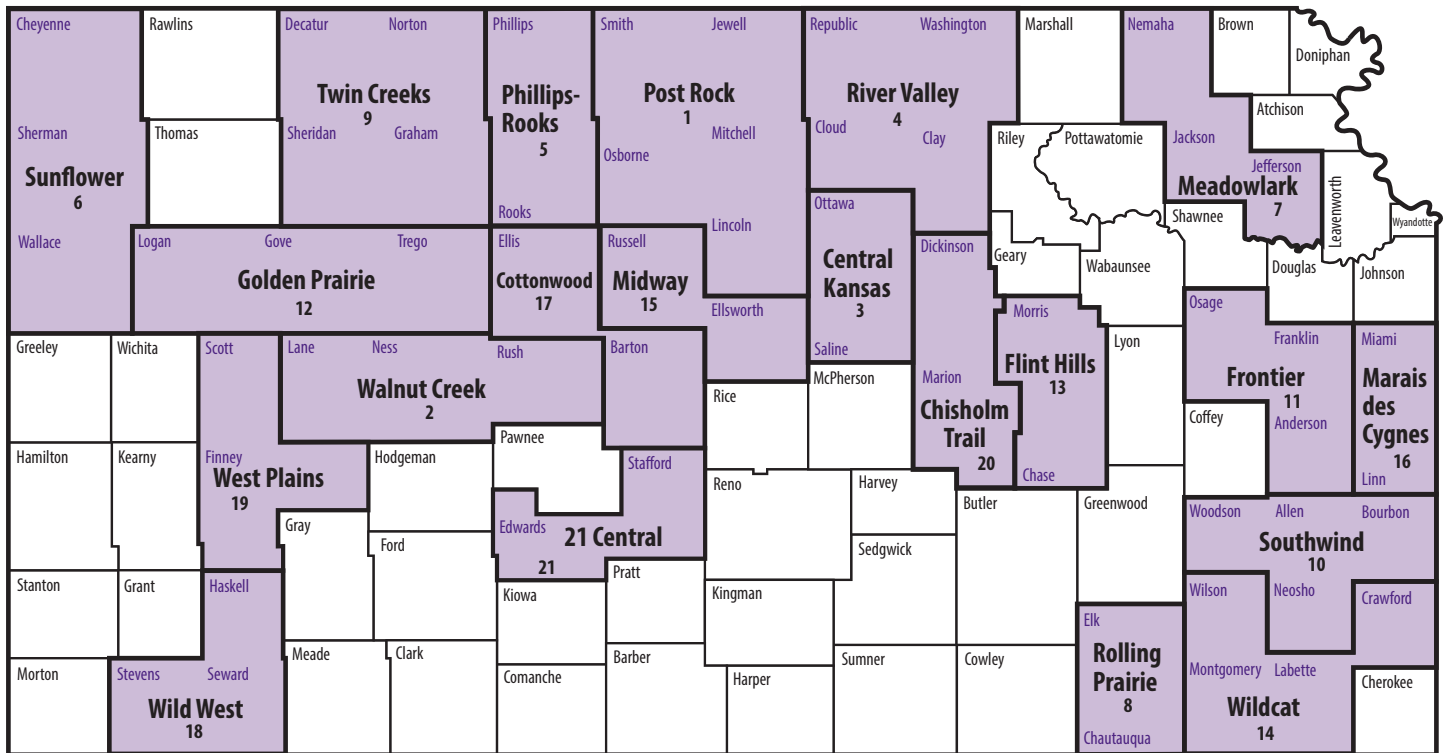 Cheyenne
Rawlins
Decatur
Norton
Phillips
Smith
Jewell
Republic
Washington
Marshall
Nemaha
Brown
Doniphan
Twin Creeks
9
Phillips-
Rooks
5
Post Rock
1
River Valley
4
Atchison
Sherman
Thomas
Sheridan
Graham
Osborne
Mitchell
Cloud
Clay
Riley
Pottawatomie
Jackson
Jefferson
Sunflower
6
Meadowlark
7
Leavenworth
Wyandotte
Rooks
Lincoln
Ottawa
Shawnee
Wallace
Logan
Gove
Trego
Ellis
Russell
Dickinson
Geary
Wabaunsee
Douglas
Johnson
Golden Prairie
12
Cottonwood
17
Midway
15
Central
Kansas
3
Ellsworth
Saline
Morris
Osage
Greeley
Wichita
Scott
Lane
Ness
Rush
Barton
Lyon
Franklin
Miami
Walnut Creek
2
McPherson
Marion
Flint Hills
13
Frontier
11
Marais
des
Cygnes
16
Rice
Chisholm
Trail
20
Coffey
Anderson
Pawnee
Hamilton
Kearny
Finney
Hodgeman
Stafford
Chase
Linn
West Plains
19
Reno
Harvey
Butler
Greenwood
Gray
Edwards
21 Central
21
Woodson
Allen
Bourbon
Ford
Sedgwick
Southwind
10
Stanton
Grant
Haskell
Kiowa
Pratt
Kingman
Wilson
Neosho
Crawford
Elk
Rolling
Prairie
8
Morton
Stevens
Seward
Meade
Clark
Comanche
Barber
Harper
Sumner
Cowley
Montgomery
Labette
Cherokee
Wild West
18
Wildcat
14
Chautauqua